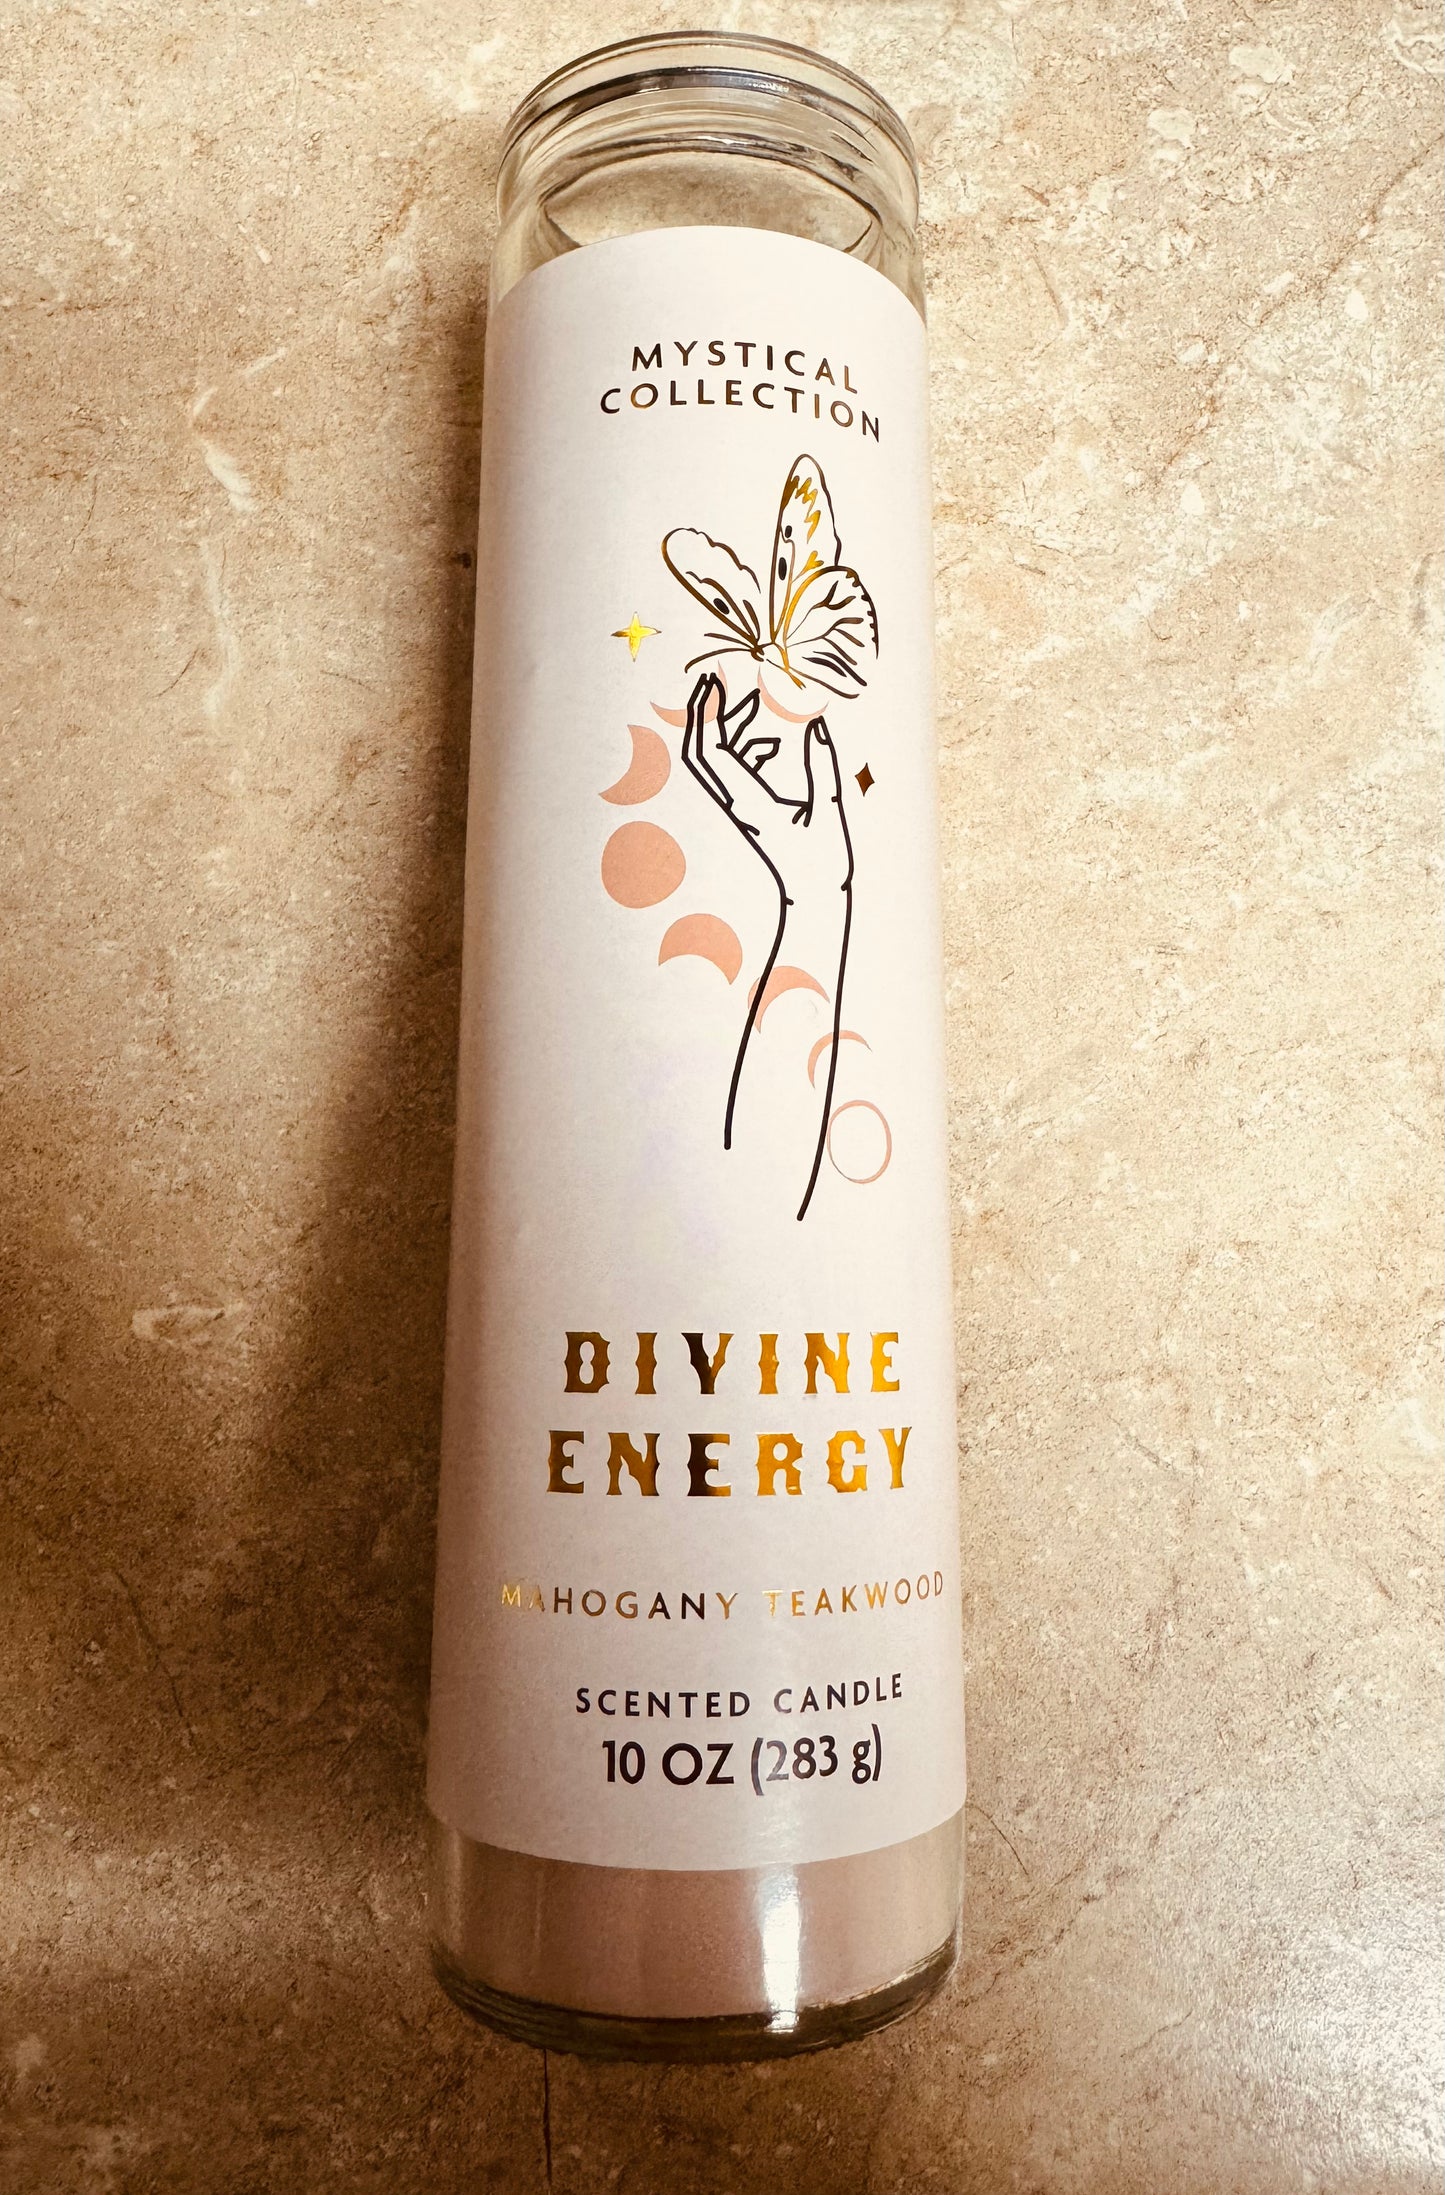 MYSTICAL
COLLECTION
DIVINE
ENERGY
MAHOGANY TEAKWOOD
SCENTED CANDLE
10 OZ (283 g)